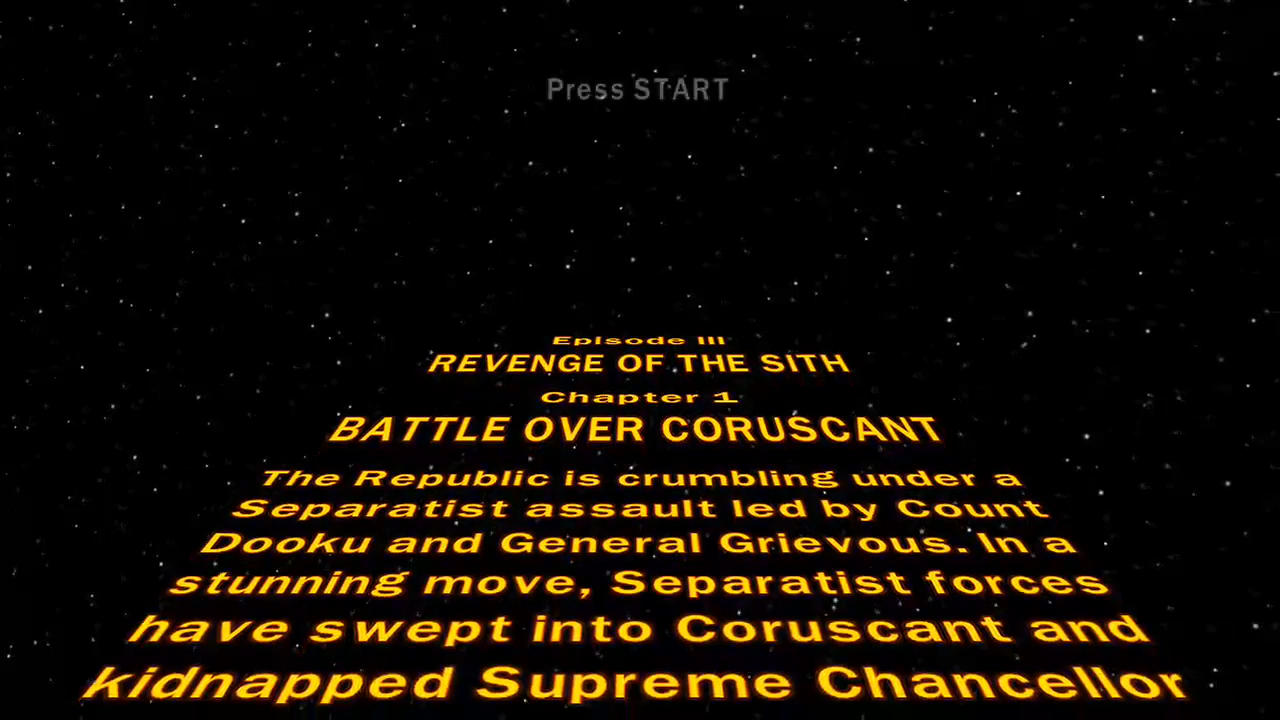 Press START
Episode III
REVENGE OF THE SITH
Chapter 1
BATTLE OVER CORUSCANT
The Republic is crumbling under a
Separatist assault led by Count
Dooku and General Grievous. In a
stunning move, Separatist forces
have swept into Coruscant and
kidnapped Supreme Chancellor